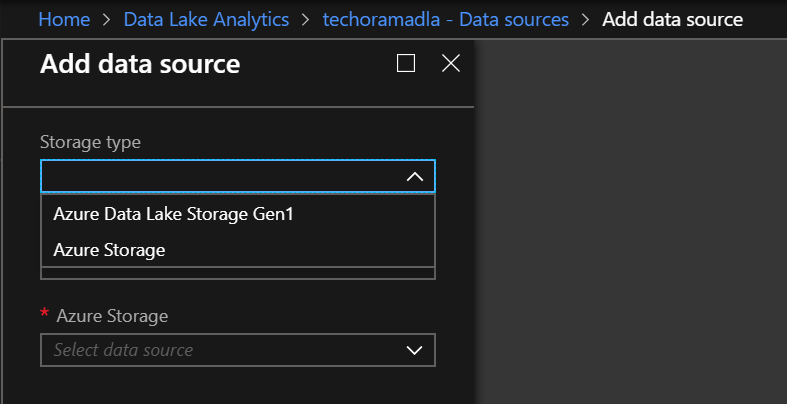 Home > Data Lake Analytics > techoramadla - Data sources > Add data source
Add data source
Storage type
Azure Data Lake Storage Gen1
Azure Storage
* Azure Storage
Select data source